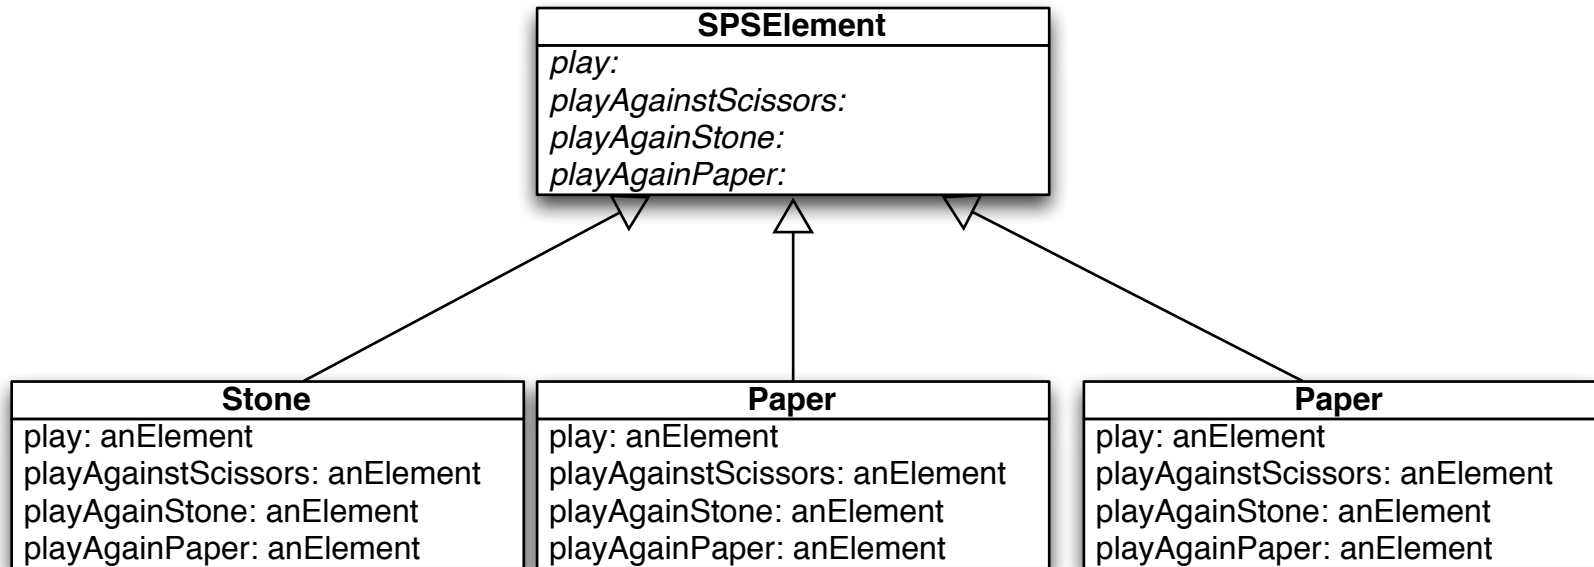 SPSElement
play:
playAgainstScissors:
playAgainStone:
playAgainPaper:
Stone
play: anElement
playAgainstScissors: anElement
playAgainStone: anElement
playAgainPaper: anElement
Paper
play: anElement
playAgainstScissors: anElement
playAgainStone: anElement
playAgainPaper: anElement
Paper
play: anElement
playAgainstScissors: anElement
playAgainStone: anElement
playAgainPaper: anElement